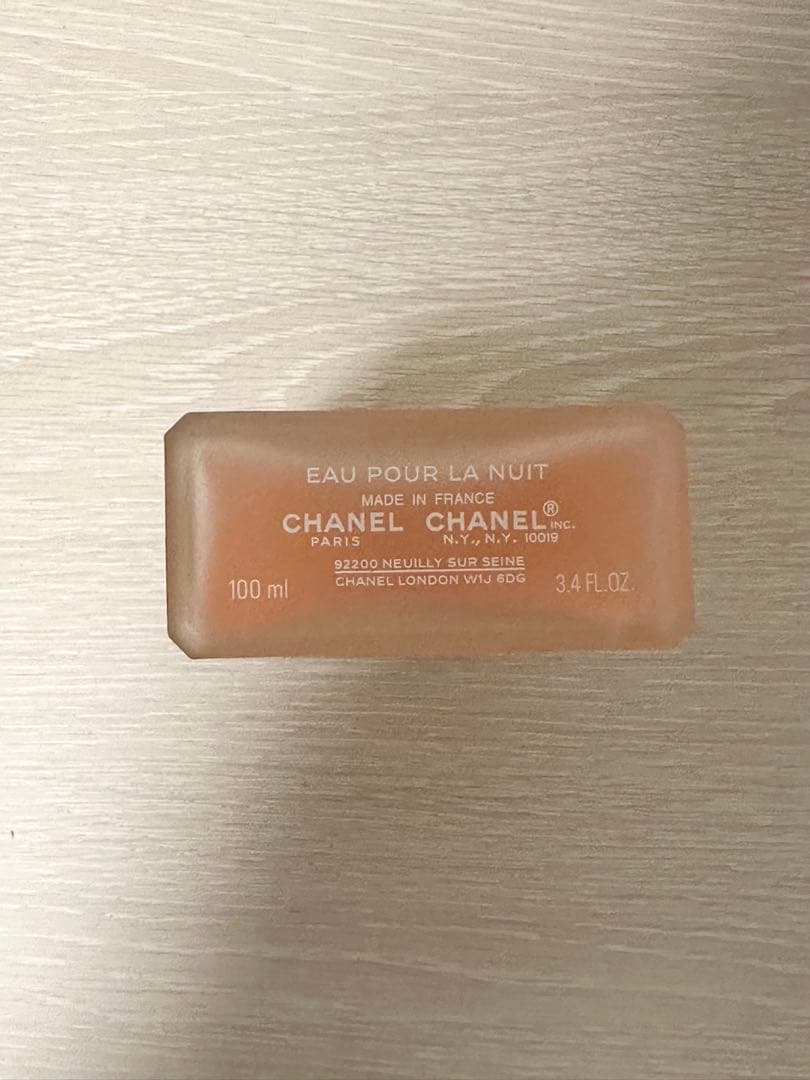 EAU POUR LA NUIT
MADE IN FRANCE
CHANEL CHANEL® INC.
PARIS N.Y., N.Y. 10019
92200 NEUILLY SUR SEINE
CHANEL LONDON W1J 6DG
100 ml 3.4 FL.OZ.